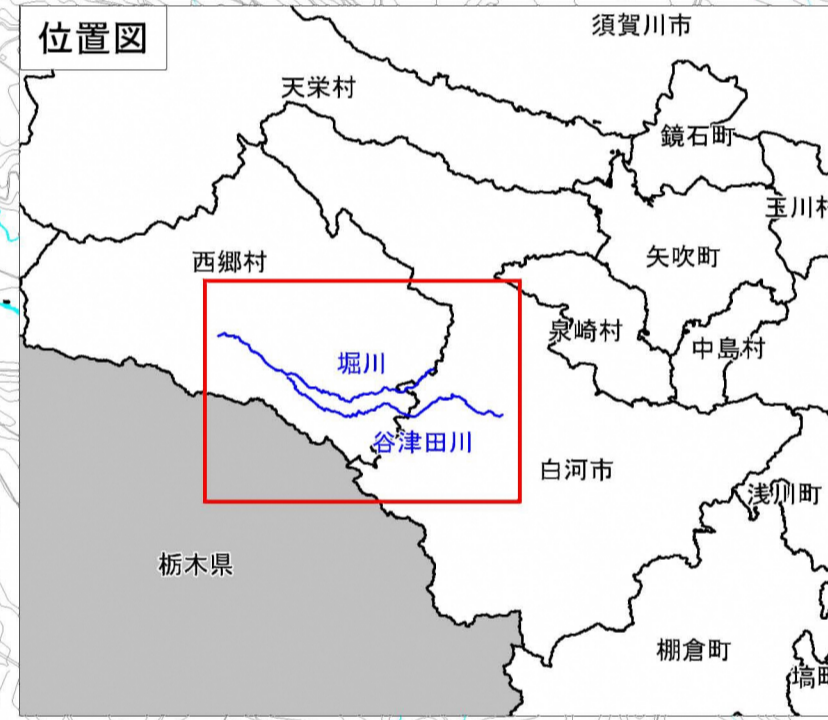 位置図
須賀川市
天栄村
鏡石町
玉川村
矢吹町
西郷村
泉崎村
中島村
堀川
谷津田川
白河市
浅川町
栃木県
棚倉町
塙町